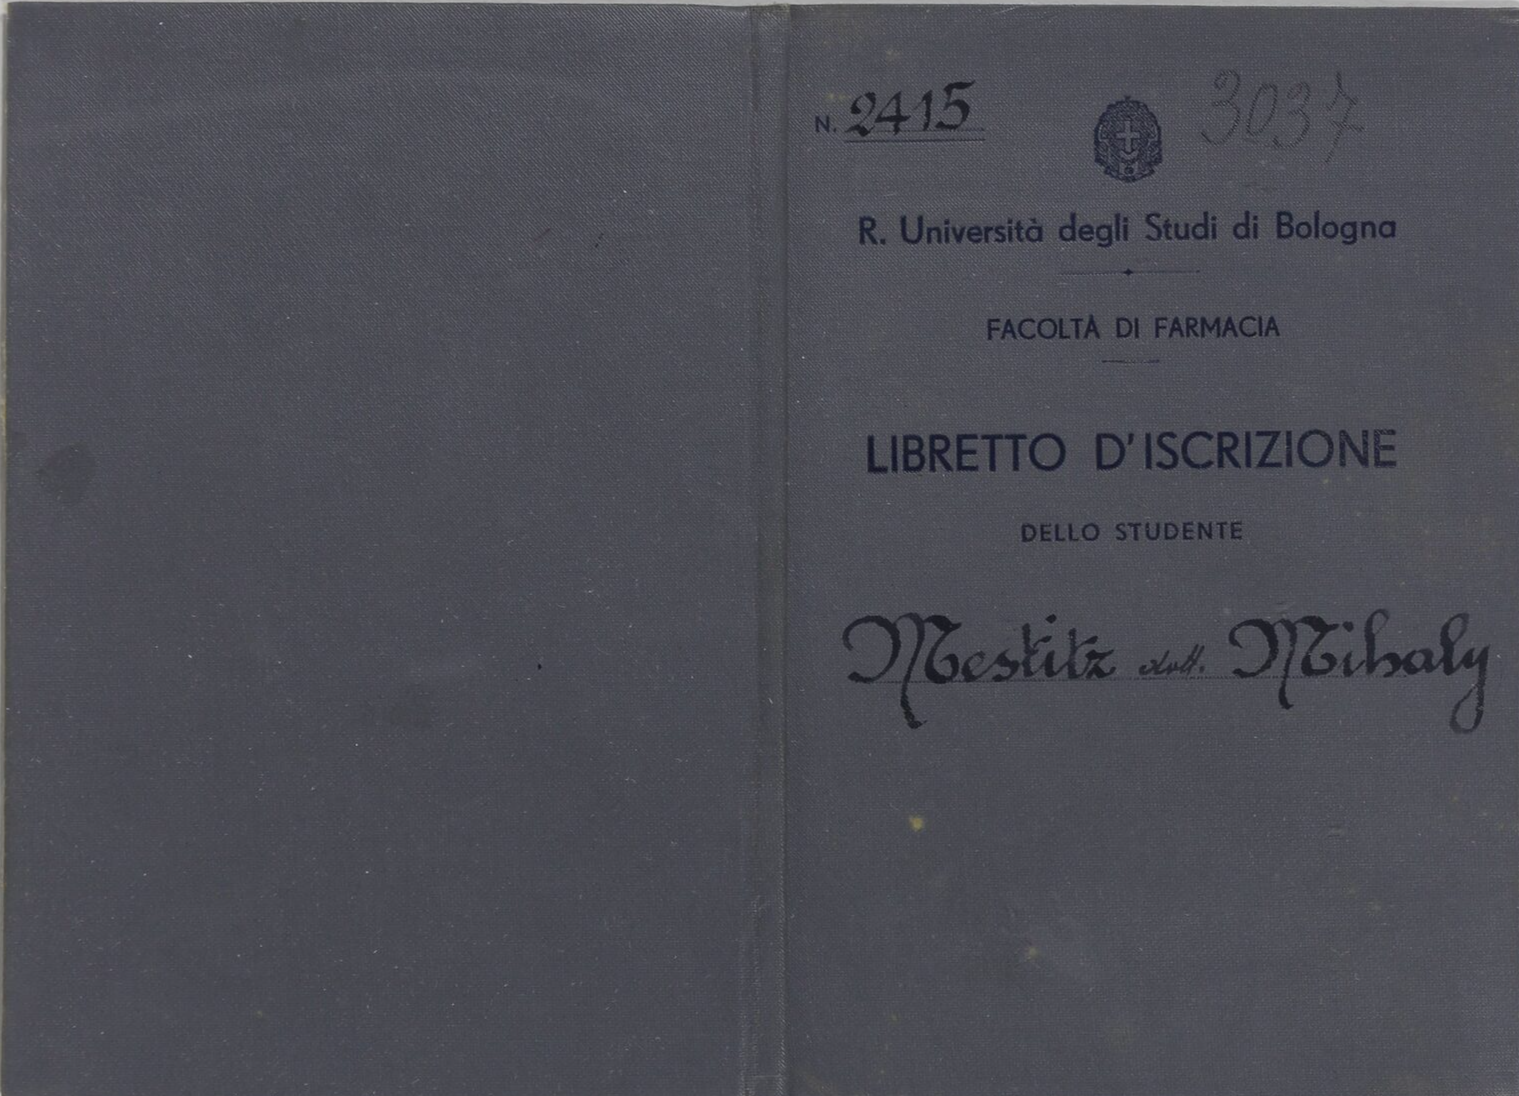 N. 2415
3037
R. Università degli Studi di Bologna
FACOLTÀ DI FARMACIA
LIBRETTO D'ISCRIZIONE
DELLO STUDENTE
Mestitz dott. Mihaly